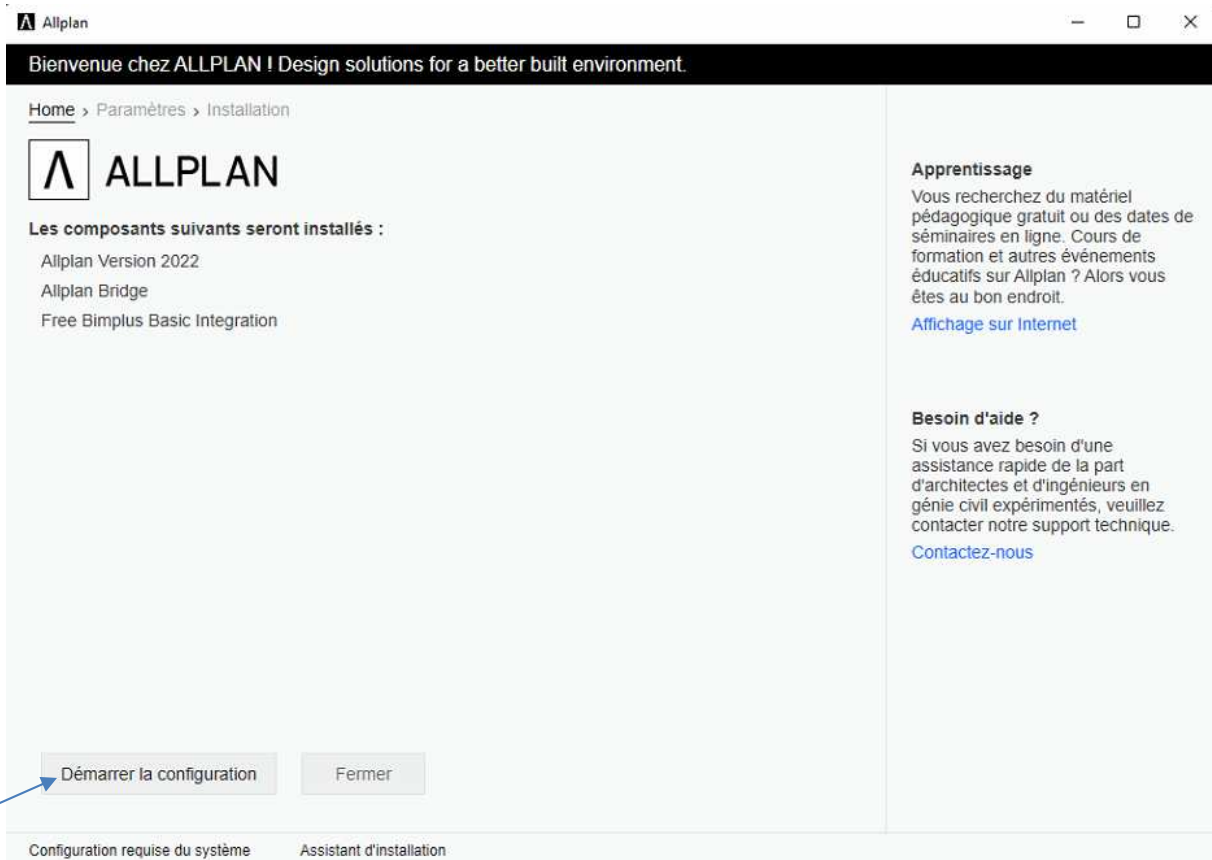 Allplan
Bienvenue chez ALLPLAN ! Design solutions for a better built environment.
Home > Paramètres > Installation
ALLPLAN
Les composants suivants seront installés :
Allplan Version 2022
Allplan Bridge
Free Bimplus Basic Integration
Démarrer la configuration
Fermer
Apprentissage
Vous recherchez du matériel
pédagogique gratuit ou des dates de
séminaires en ligne. Cours de
formation et autres événements
éducatifs sur Allplan ? Alors vous
êtes au bon endroit.
Affichage sur Internet
Besoin d'aide ?
Si vous avez besoin d'une
assistance rapide de la part
d'architectes et d'ingénieurs en
génie civil expérimentés, veuillez
contacter notre support technique.
Contactez-nous
Configuration requise du système
Assistant d'installation